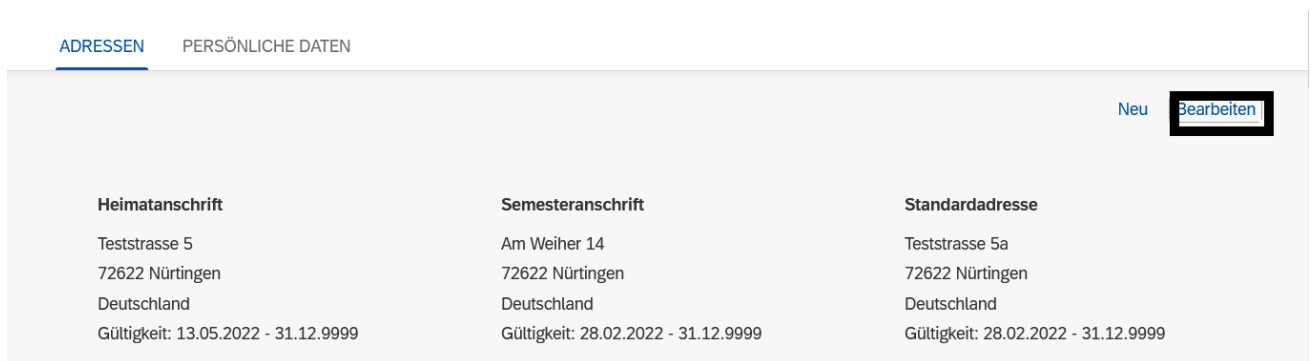 ADRESSEN PERSÖNLICHE DATEN
Neu Bearbeiten
Heimatanschrift
Teststrasse 5
72622 Nürtingen
Deutschland
Gültigkeit: 13.05.2022 - 31.12.9999
Semesteranschrift
Am Weiher 14
72622 Nürtingen
Deutschland
Gültigkeit: 28.02.2022 - 31.12.9999
Standardadresse
Teststrasse 5a
72622 Nürtingen
Deutschland
Gültigkeit: 28.02.2022 - 31.12.9999